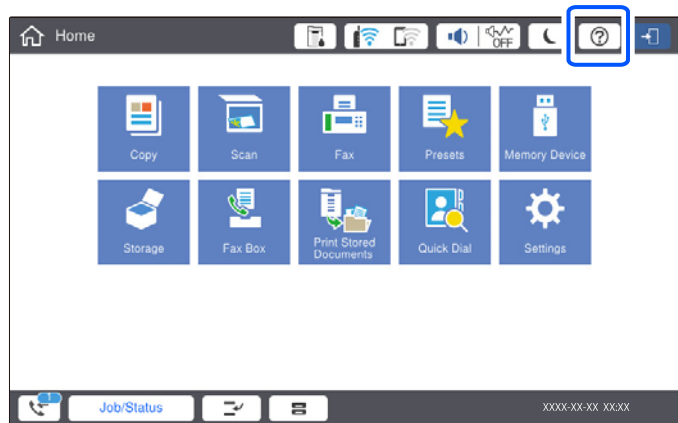 Home
OFF
?
Copy
Scan
Fax
Presets
Memory Device
Storage
Fax Box
Print Stored
Documents
Quick Dial
Settings
1
Job/Status
XXXX-XX-XX XX:XX